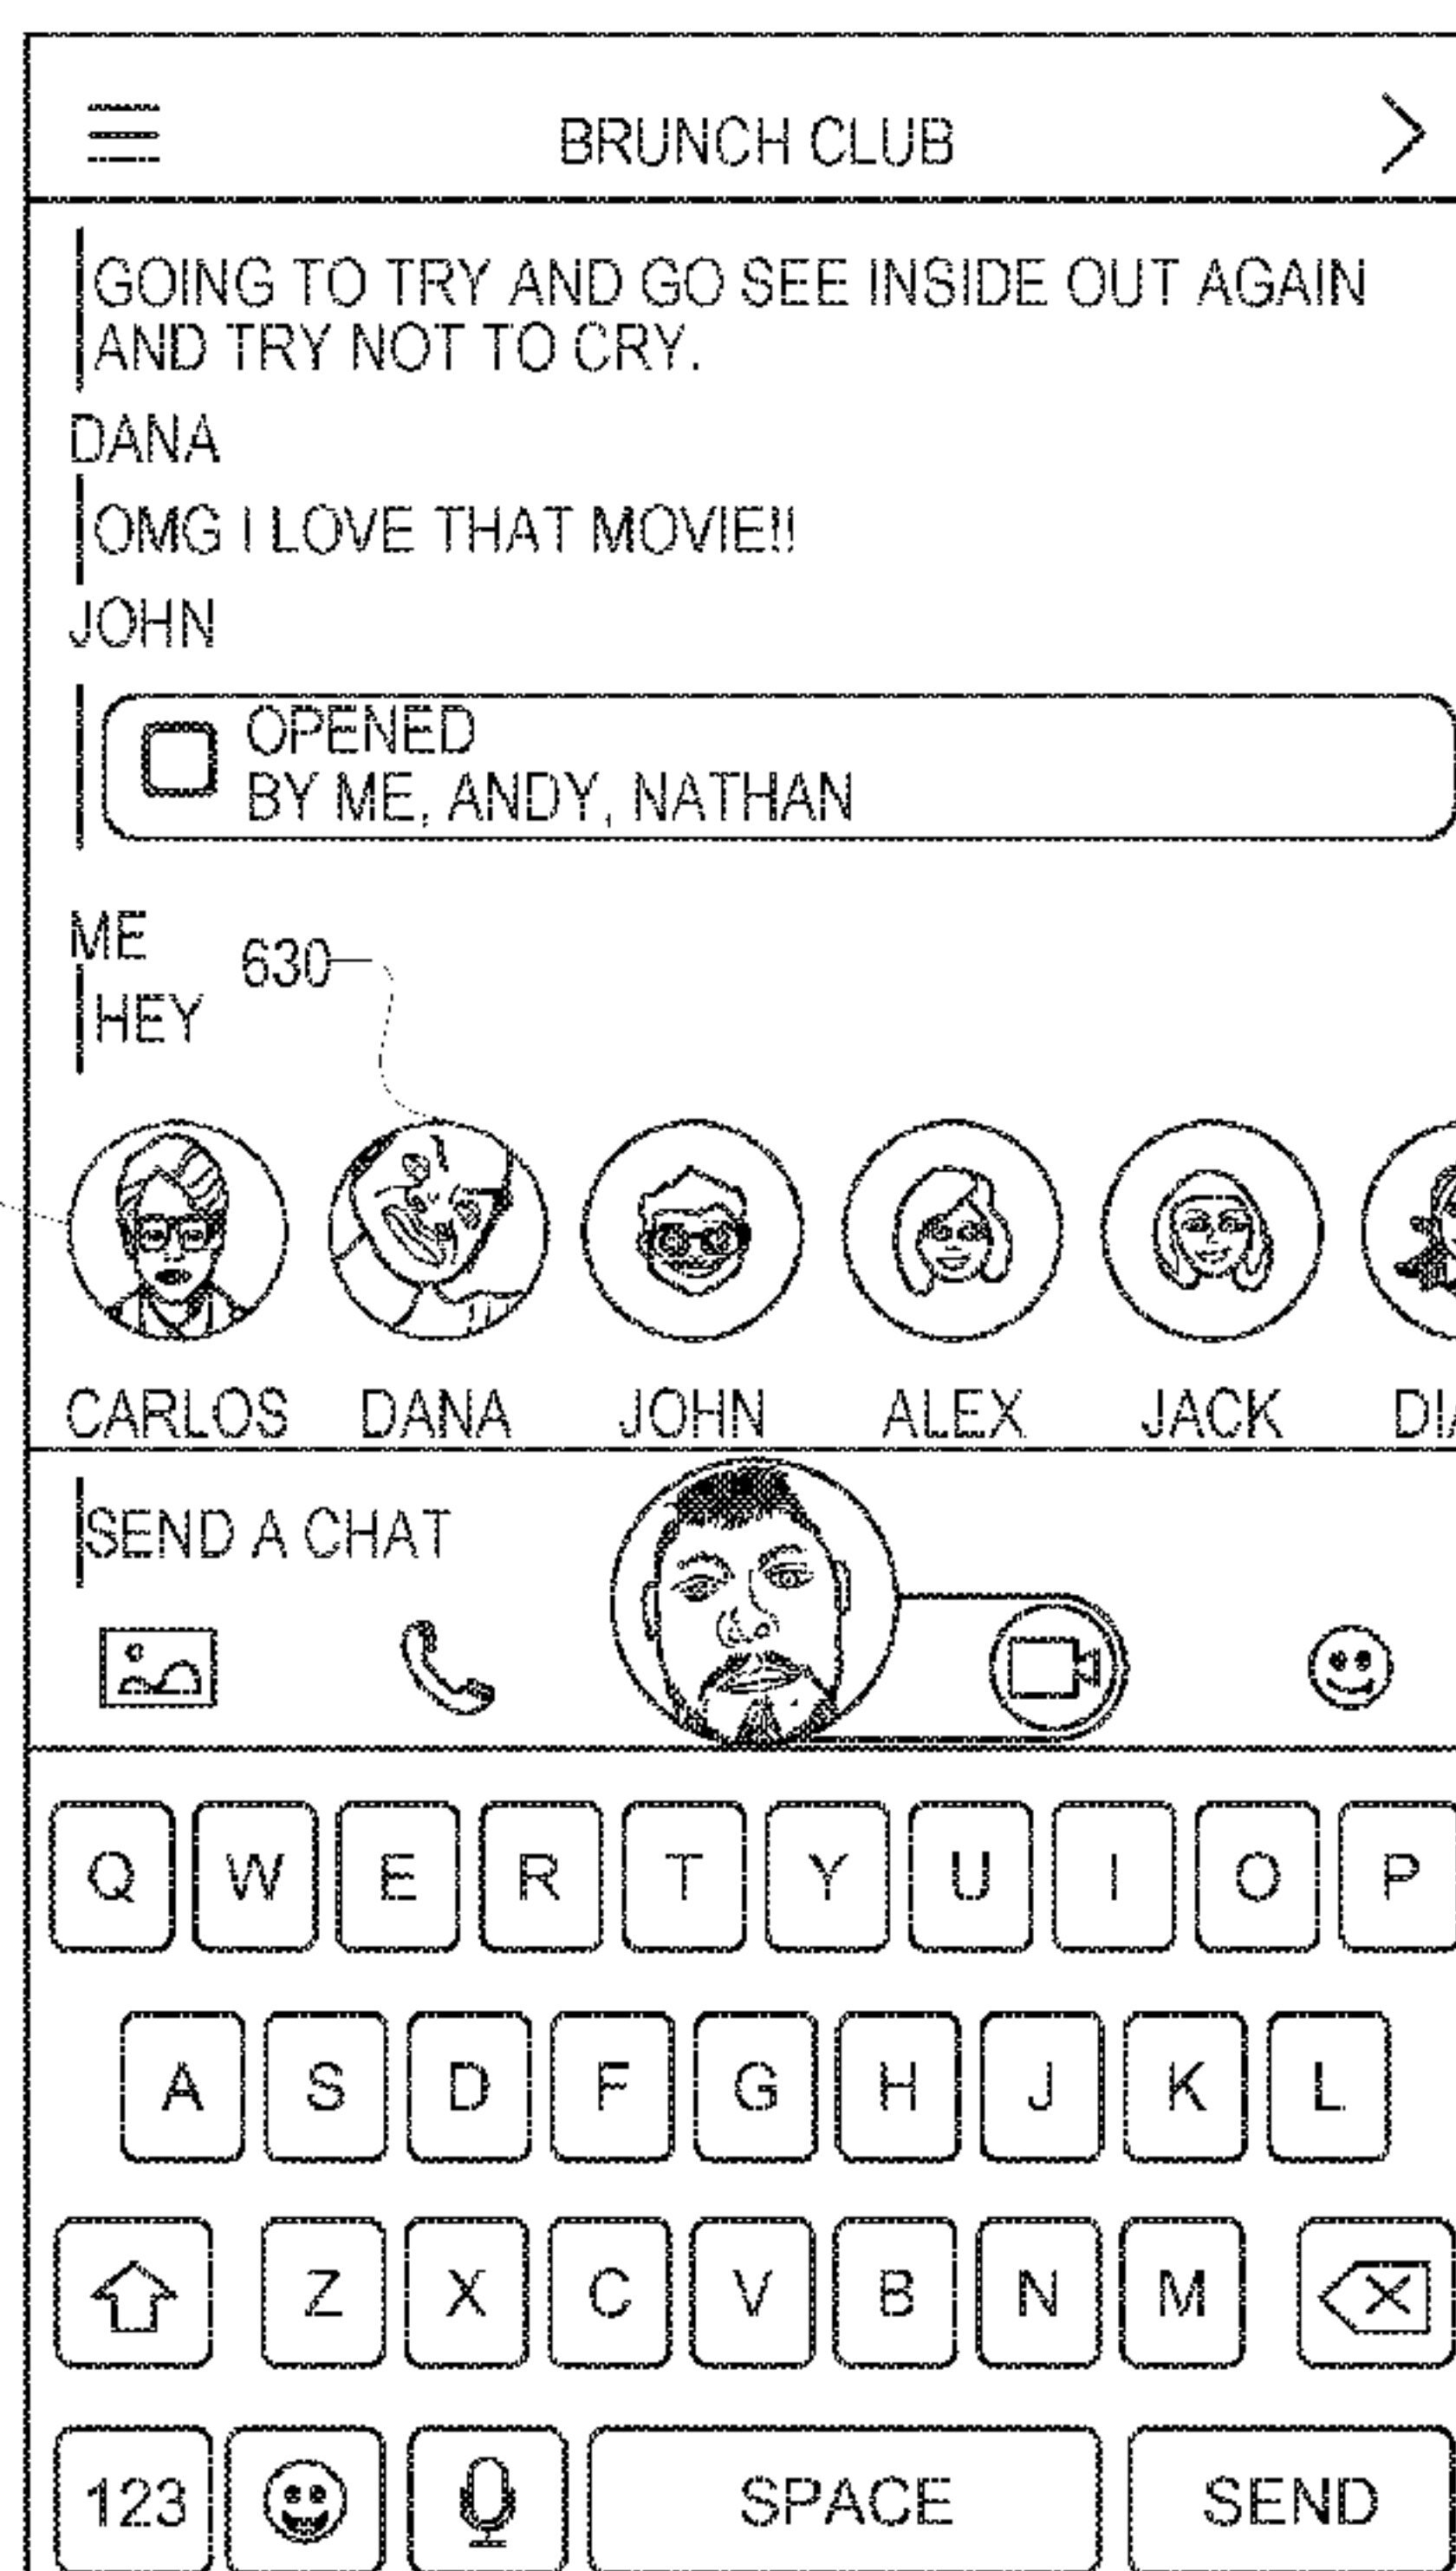 BRUNCH CLUB
GOING TO TRY AND GO SEE INSIDE OUT AGAIN
AND TRY NOT TO CRY.
DANA
OMG I LOVE THAT MOVIE!!
JOHN
OPENED
BY ME, ANDY, NATHAN
ME
630
HEY
CARLOS DANA JOHN ALEX JACK
SEND A CHAT
Q W E R T Y U I O P
A S D F G H J K L
Z X C V B N M
123 SPACE SEND